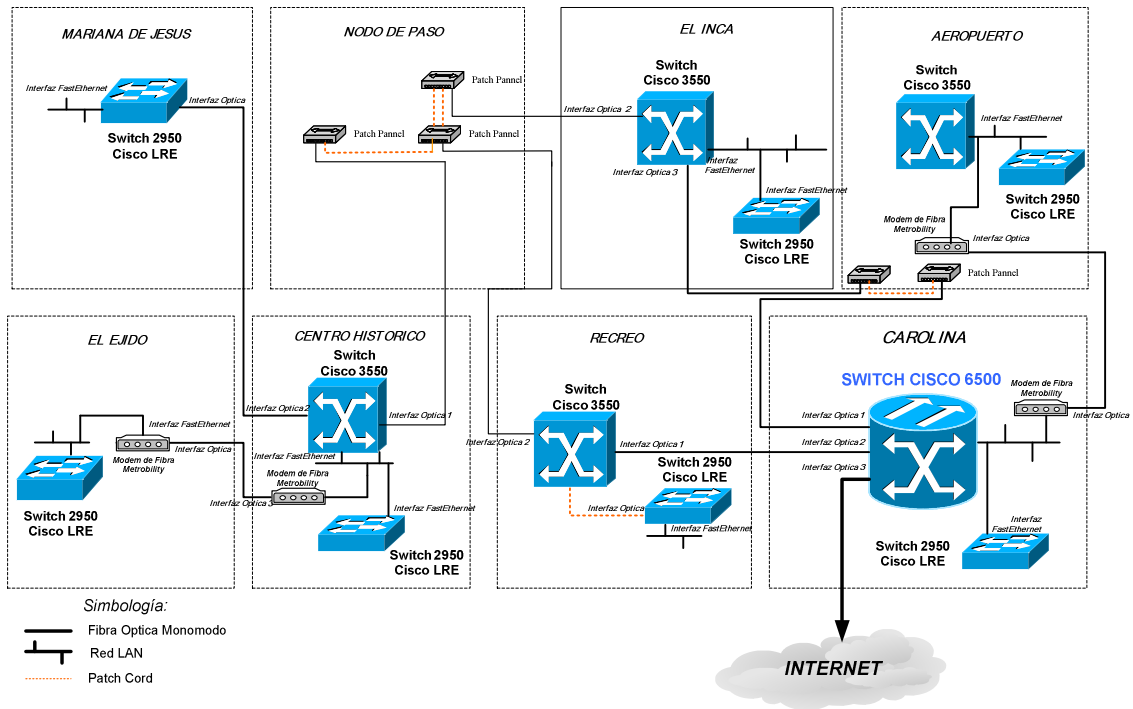 MARIANA DE JESUS
Interfaz FastEthernet
Interfaz Optica
Switch 2950
Cisco LRE
NODO DE PASO
Patch Pannel
Patch Pannel
Patch Pannel
EL INCA
Switch
Cisco 3550
Interfaz Optica 2
Interfaz Optica 3
Interfaz
FastEthernet
Interfaz FastEthernet
Switch 2950
Cisco LRE
AEROPUERTO
Switch
Cisco 3550
Interfaz FastEthernet
Switch 2950
Cisco LRE
Modem de Fibra
Metrobility
Interfaz Optica
Patch Pannel
EL EJIDO
Interfaz FastEthernet
Interfaz Optica
Modem de Fibra
Metrobility
Switch 2950
Cisco LRE
CENTRO HISTORICO
Switch
Cisco 3550
Interfaz Optica 2
Interfaz Optica 1
Interfaz FastEthernet
Modem de Fibra
Metrobility
Interfaz Optica 3
Interfaz FastEthernet
Switch 2950
Cisco LRE
RECREO
Switch
Cisco 3550
Interfaz Optica 2
Interfaz Optica 1
Switch 2950
Cisco LRE
Interfaz Optica
Interfaz FastEthernet
CAROLINA
SWITCH CISCO 6500
Modem de Fibra
Metrobility
Interfaz Optica
Interfaz Optica 1
Interfaz Optica 2
Interfaz Optica 3
Interfaz
FastEthernet
Switch 2950
Cisco LRE
Simbología:
Fibra Optica Monomodo
Red LAN
Patch Cord
INTERNET